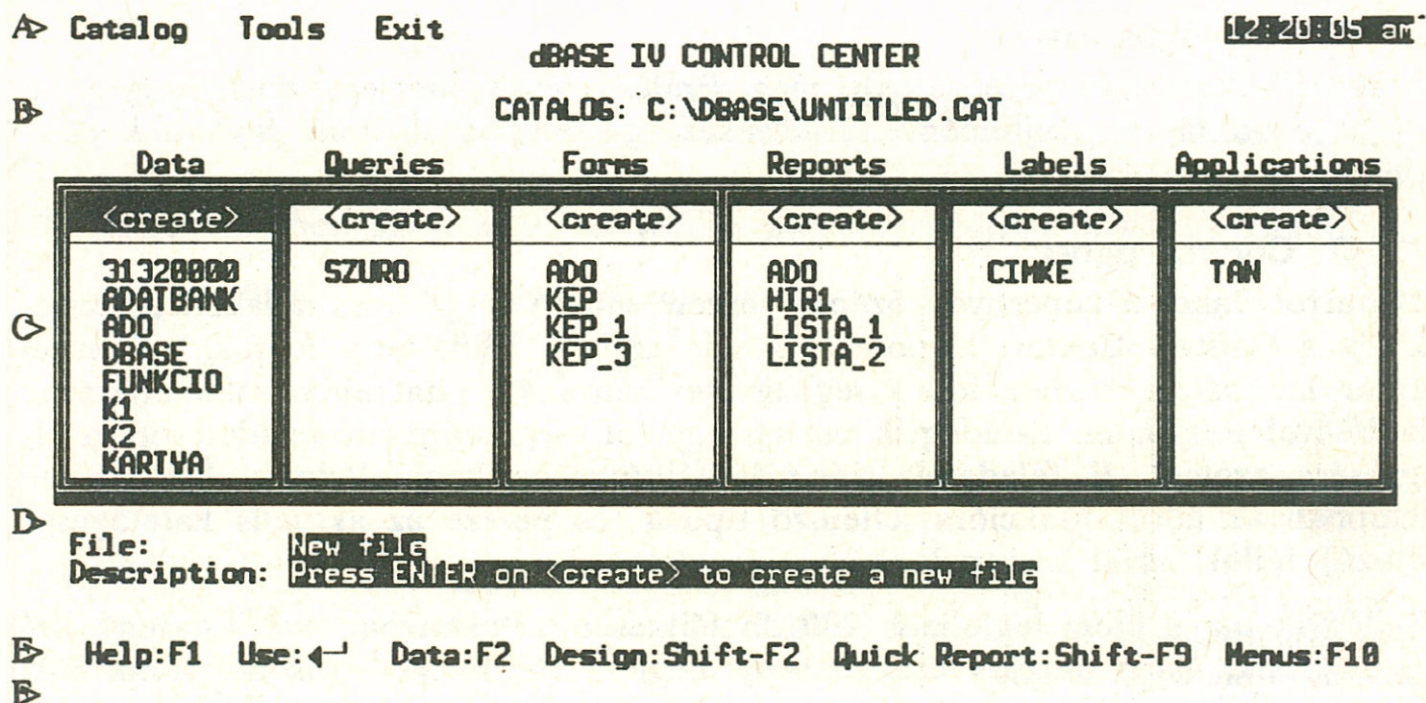 A> Catalog Tools Exit 12:20:05 am
dBASE IV CONTROL CENTER
B> CATALOG: C:\DBASE\UNTITLED.CAT
Data Queries Forms Reports Labels Applications
<create> <create> <create> <create> <create> <create>
31320000 SZURO ADO ADO CIMKE TAN
ADATBANK KEP HIR1
C> ADO KEP_1 LISTA_1
DBASE KEP_3 LISTA_2
FUNKCIO
K1
K2
KARTYA
D>
File: New file
Description: Press ENTER on <create> to create a new file
E> Help:F1 Use:↵ Data:F2 Design:Shift-F2 Quick Report:Shift-F9 Menus:F10
F>